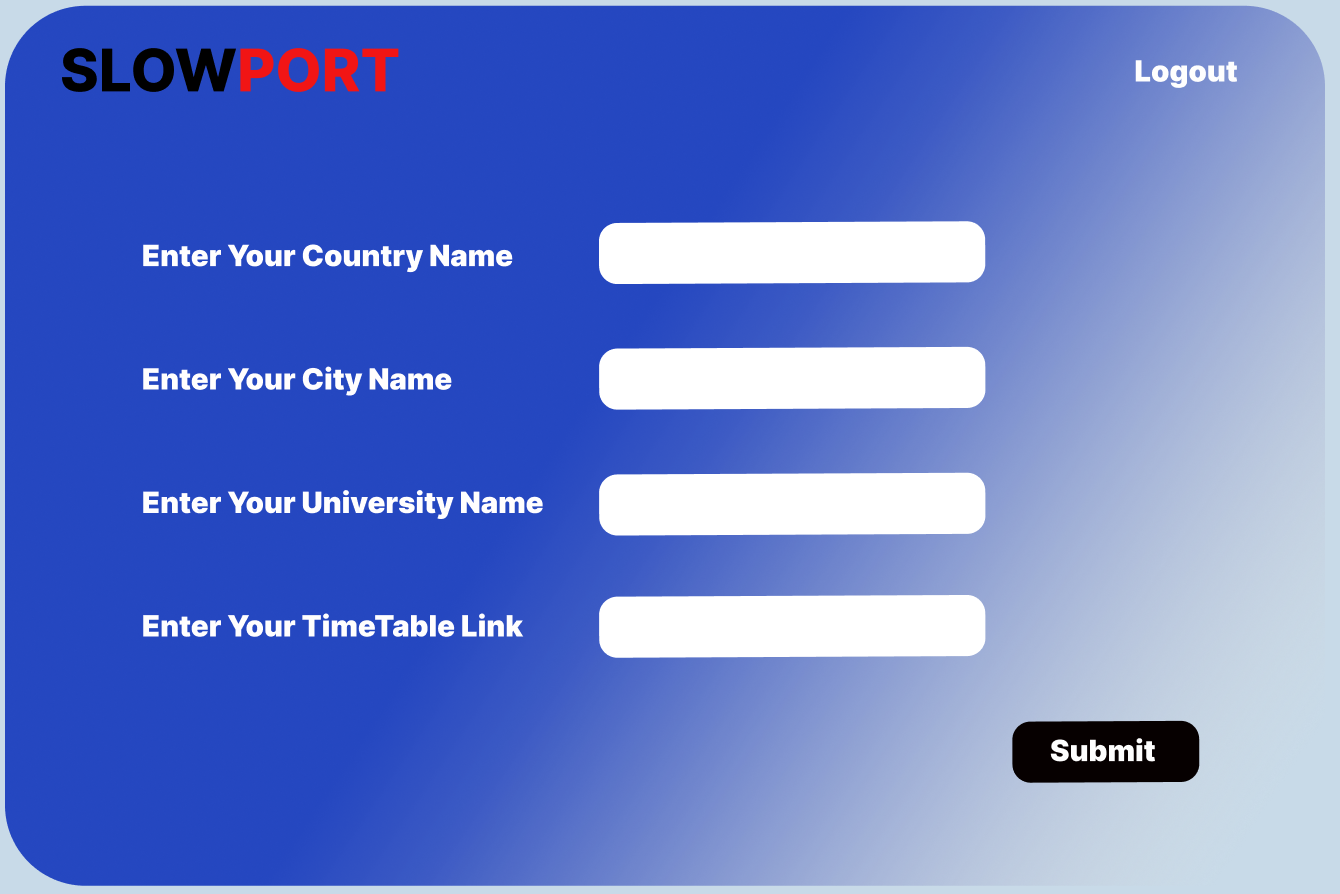 SLOWPORT
Logout
Enter Your Country Name
Enter Your City Name
Enter Your University Name
Enter Your TimeTable Link
Submit